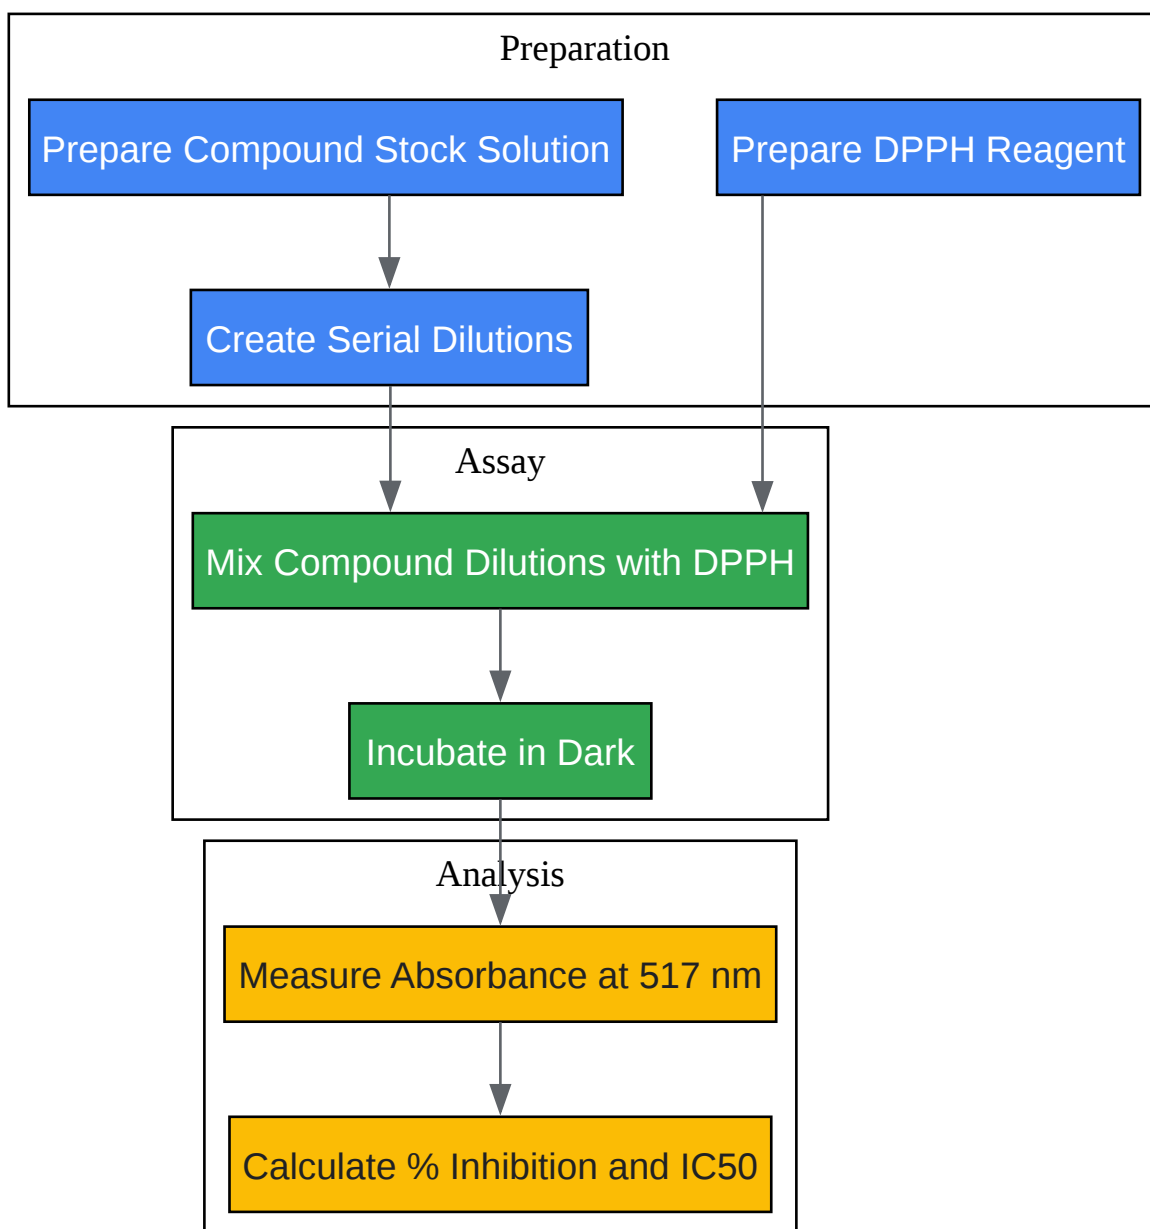 Preparation
Prepare Compound Stock Solution
Prepare DPPH Reagent
Create Serial Dilutions
Assay
Mix Compound Dilutions with DPPH
Incubate in Dark
Analysis
Measure Absorbance at 517 nm
Calculate % Inhibition and IC50